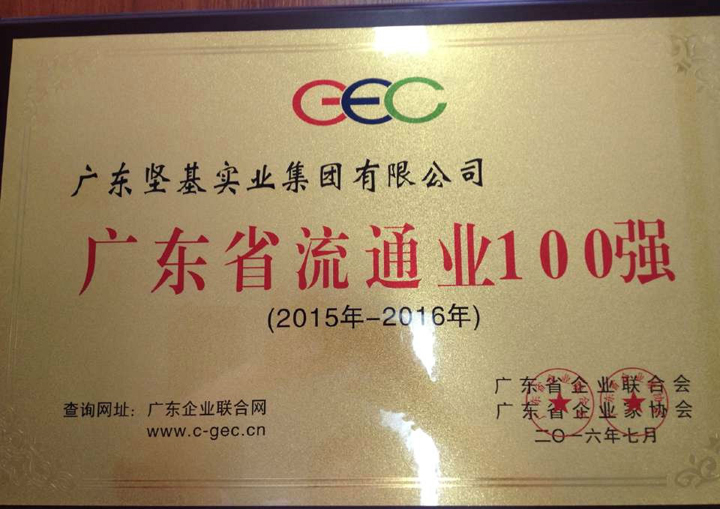 GEC
广东坚基实业集团有限公司
广东省流通业100强
(2015年-2016年)
广东省企业联合会
查询网址：广东企业联合网
广东省企业家协会
www.c-gec.cn
二〇一六年七月